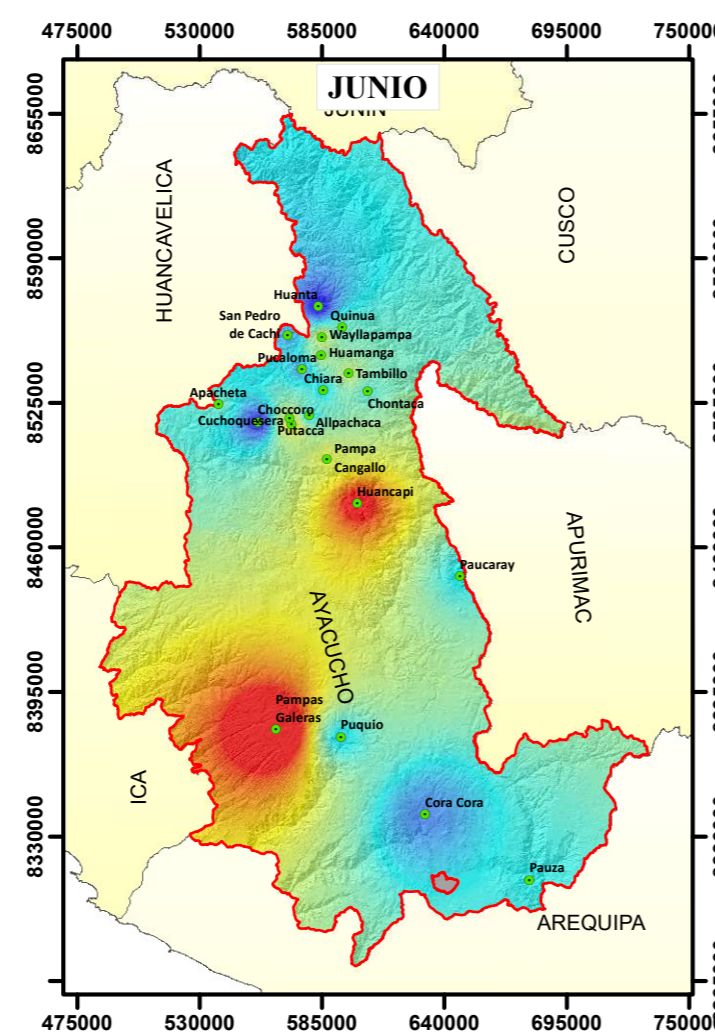 475000 530000 585000 640000 695000 750000
JUNIO
JUNIN
8655000
HUANCAVELICA
CUSCO
8590000
Huanta
San Pedro
de Cachi
Quinua
Wayllapampa
Huamanga
Pucaloma
Tambillo
Chiara
Apacheta
Chontaca
8525000
Choccoro
Cuchoquesera
Allpachaca
Putacca
Pampa
Cangallo
Huancapi
APURIMAC
8460000
Paucaray
AYACUCHO
8395000
Pampas
Galeras
Puquio
ICA
Cora Cora
8330000
Pauza
AREQUIPA
475000 530000 585000 640000 695000 750000